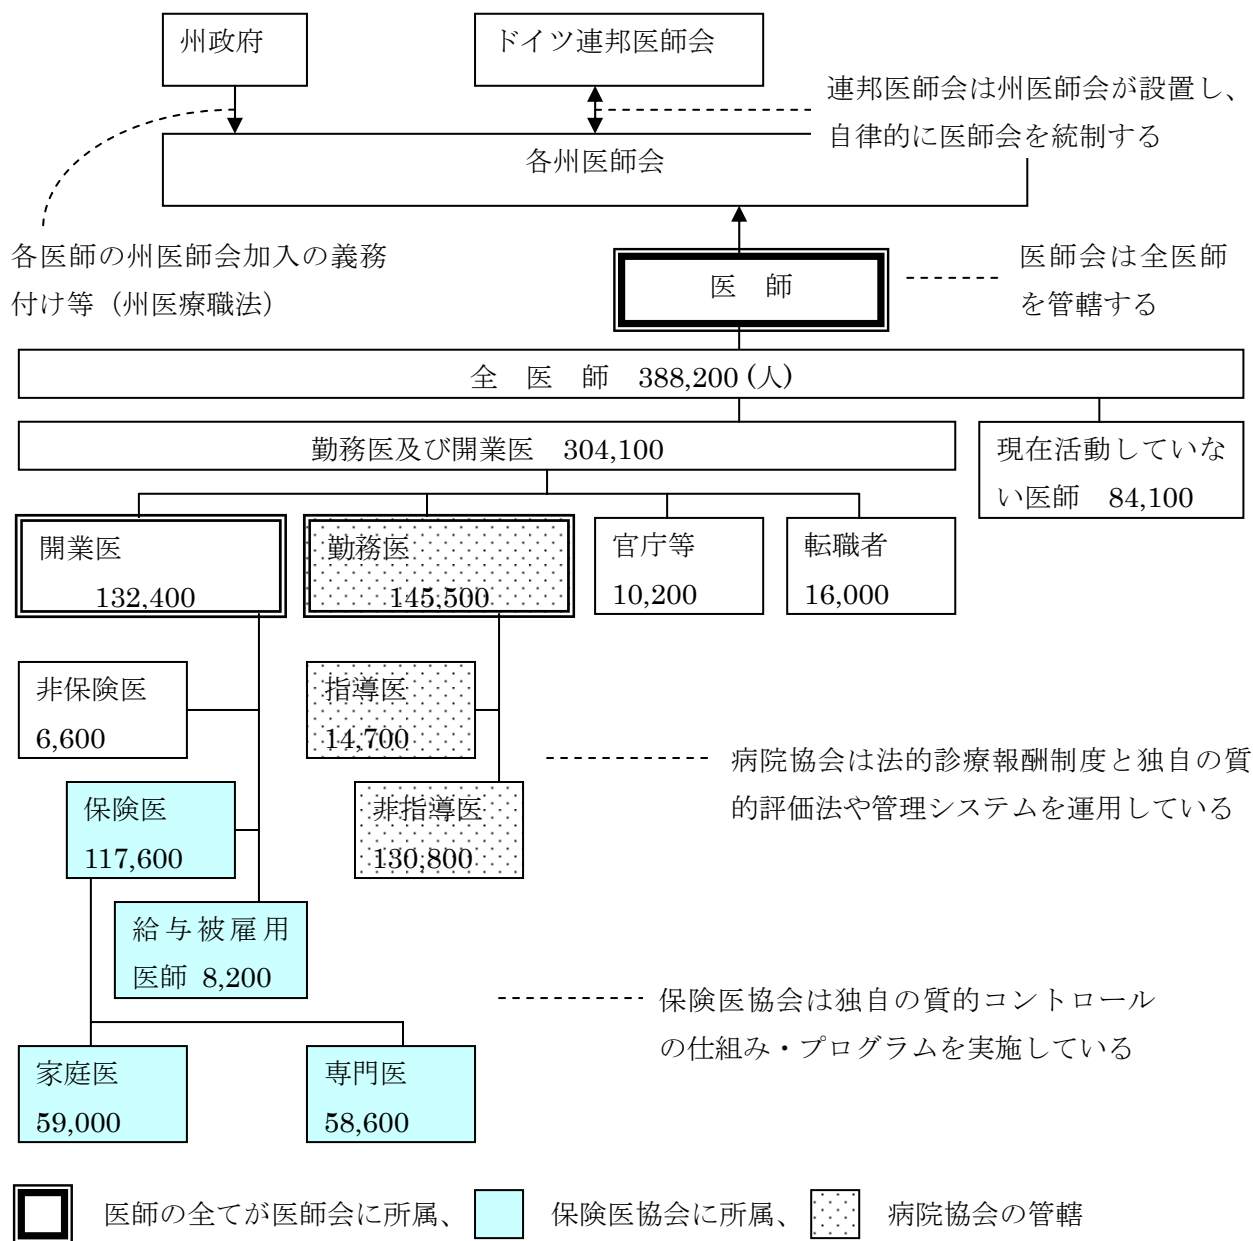 州政府
ドイツ連邦医師会
連邦医師会は州医師会が設置し、
自律的に医師会を統制する
各州医師会
各医師の州医師会加入の義務
付け等（州医療職法）
医　師
医師会は全医師
を管轄する
全　医　師　388,200 (人)
勤務医及び開業医　304,100
現在活動していな
い医師　84,100
開業医
132,400
勤務医
145,500
官庁等
10,200
転職者
16,000
非保険医
6,600
指導医
14,700
病院協会は法的診療報酬制度と独自の質
的評価法や管理システムを運用している
保険医
117,600
非指導医
130,800
給与被雇用
医師 8,200
保険医協会は独自の質的コントロール
の仕組み・プログラムを実施している
家庭医
59,000
専門医
58,600
医師の全てが医師会に所属、　保険医協会に所属、　病院協会の管轄